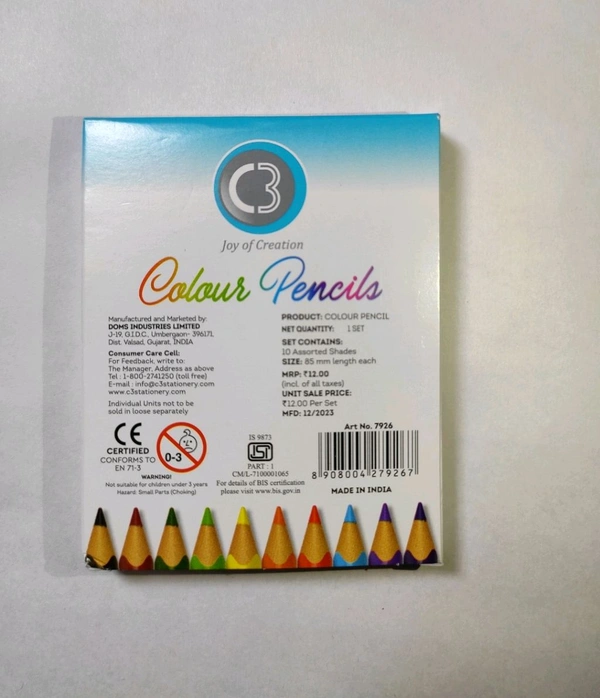 C3
Joy of Creation
Colour Pencils
Manufactured and Marketed by:
DOMS INDUSTRIES LIMITED
J-19, G.I.D.C., Umbergaon- 396171,
Dist. Valsad, Gujarat, INDIA
Consumer Care Cell:
For Feedback, write to:
The Manager, Address as above
Tel : 1-800-2741250 (toll free)
E-mail : info@c3stationery.com
www.c3stationery.com
Individual Units not to be
sold in loose separately
PRODUCT: COLOUR PENCIL
NET QUANTITY: 1 SET
SET CONTAINS:
10 Assorted Shades
SIZE: 85 mm length each
MRP: ₹12.00
(incl. of all taxes)
UNIT SALE PRICE:
₹12.00 Per Set
MFD: 12/2023
CE
CERTIFIED
CONFORMS TO
EN 71-3
0-3
WARNING!
Not suitable for children under 3 years
Hazard: Small Parts (Choking)
IS 9873
ISI
PART : 1
CM/L-7100001065
For details of BIS certification
please visit www.bis.gov.in
Art No. 7926
8 908004 279267
MADE IN INDIA